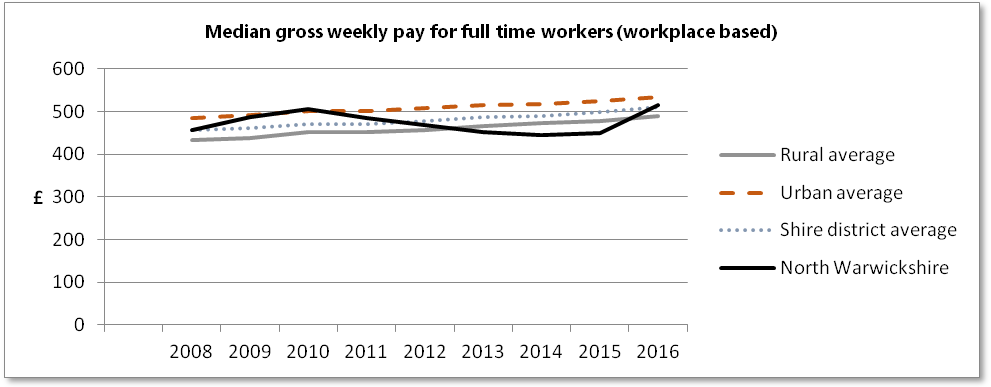 Median gross weekly pay for full time workers (workplace based)
600
500
400
300
200
100
0
£
2008 2009 2010 2011 2012 2013 2014 2015 2016
Rural average
Urban average
Shire district average
North Warwickshire